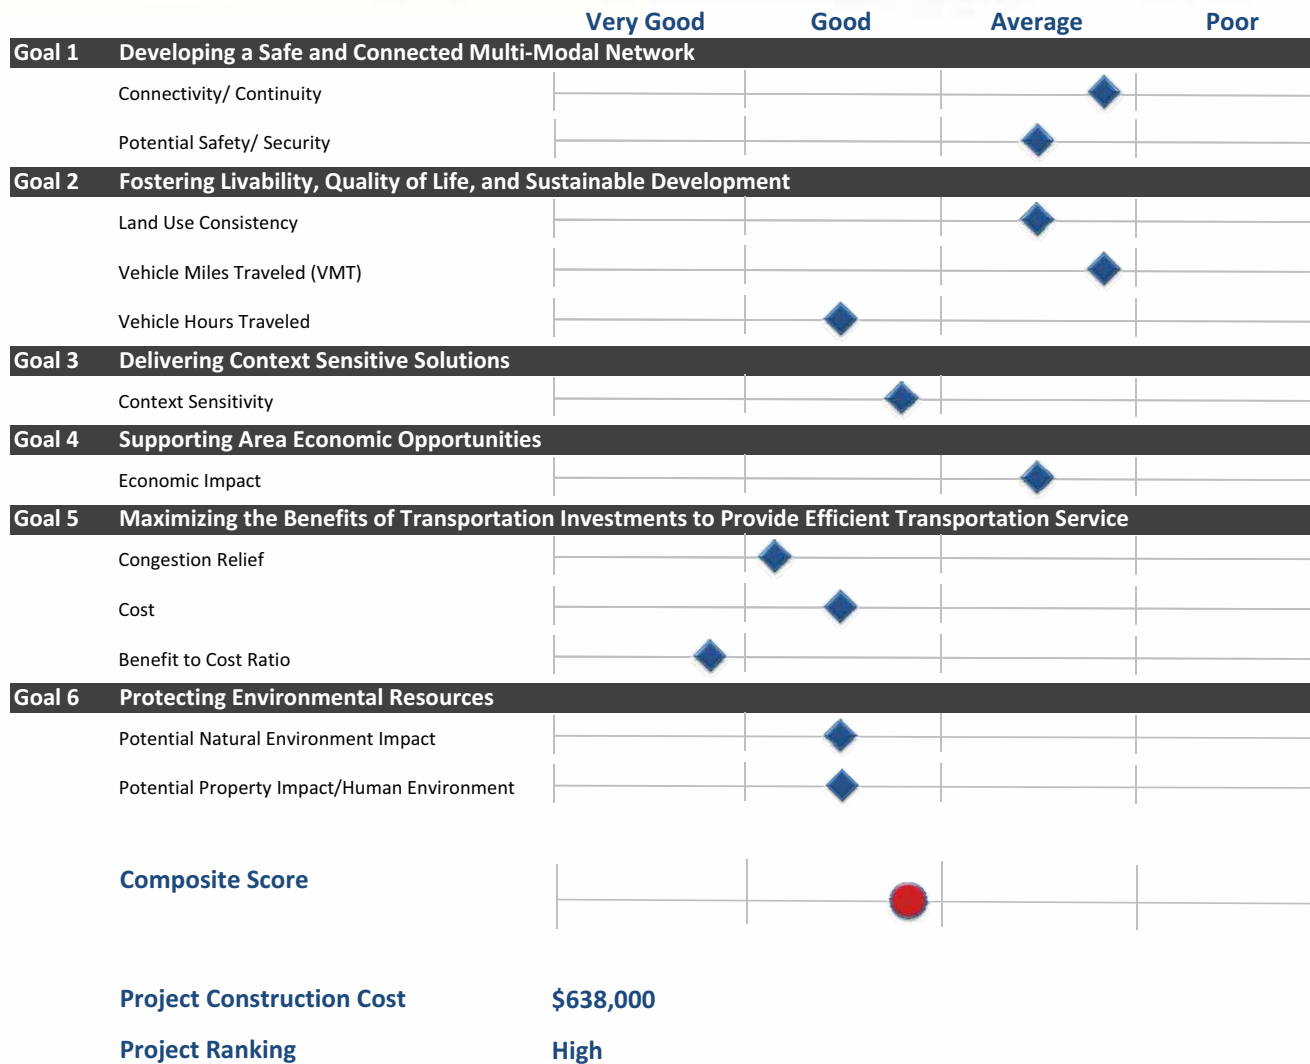 Very Good Good Average Poor
Goal 1 Developing a Safe and Connected Multi-Modal Network
Connectivity/ Continuity
Potential Safety/ Security
Goal 2 Fostering Livability, Quality of Life, and Sustainable Development
Land Use Consistency
Vehicle Miles Traveled (VMT)
Vehicle Hours Traveled
Goal 3 Delivering Context Sensitive Solutions
Context Sensitivity
Goal 4 Supporting Area Economic Opportunities
Economic Impact
Goal 5 Maximizing the Benefits of Transportation Investments to Provide Efficient Transportation Service
Congestion Relief
Cost
Benefit to Cost Ratio
Goal 6 Protecting Environmental Resources
Potential Natural Environment Impact
Potential Property Impact/Human Environment
Composite Score
Project Construction Cost $638,000
Project Ranking High